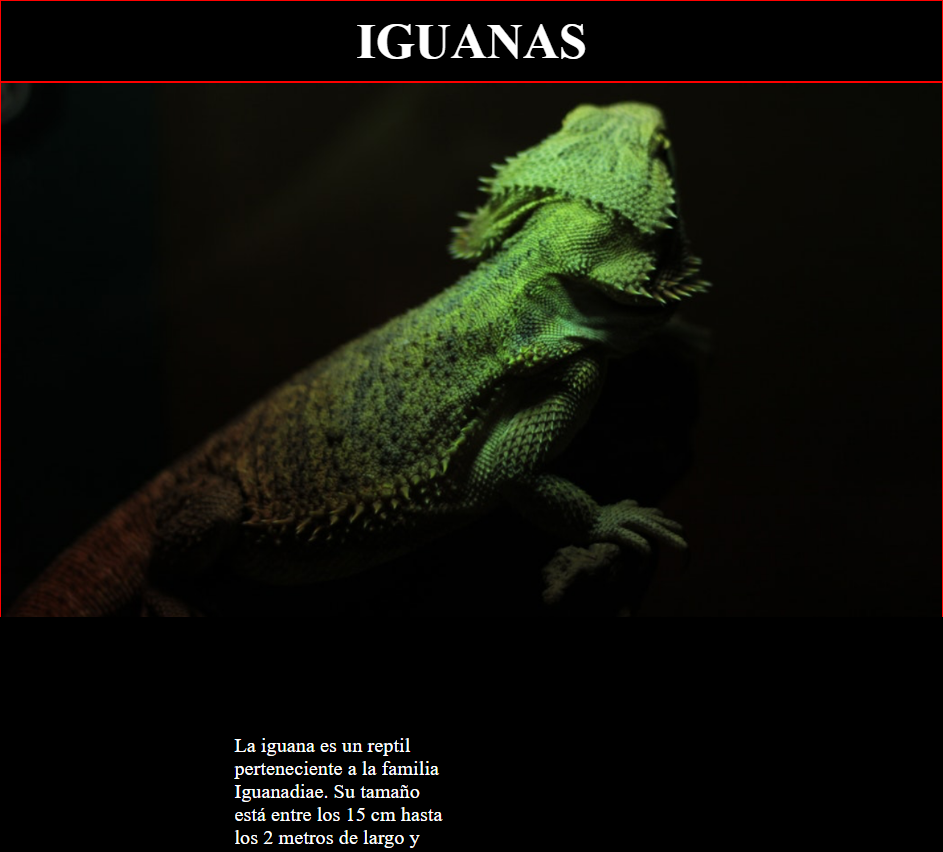 IGUANAS
La iguana es un reptil
perteneciente a la familia
Iguanadiae. Su tamaño
está entre los 15 cm hasta
los 2 metros de largo y